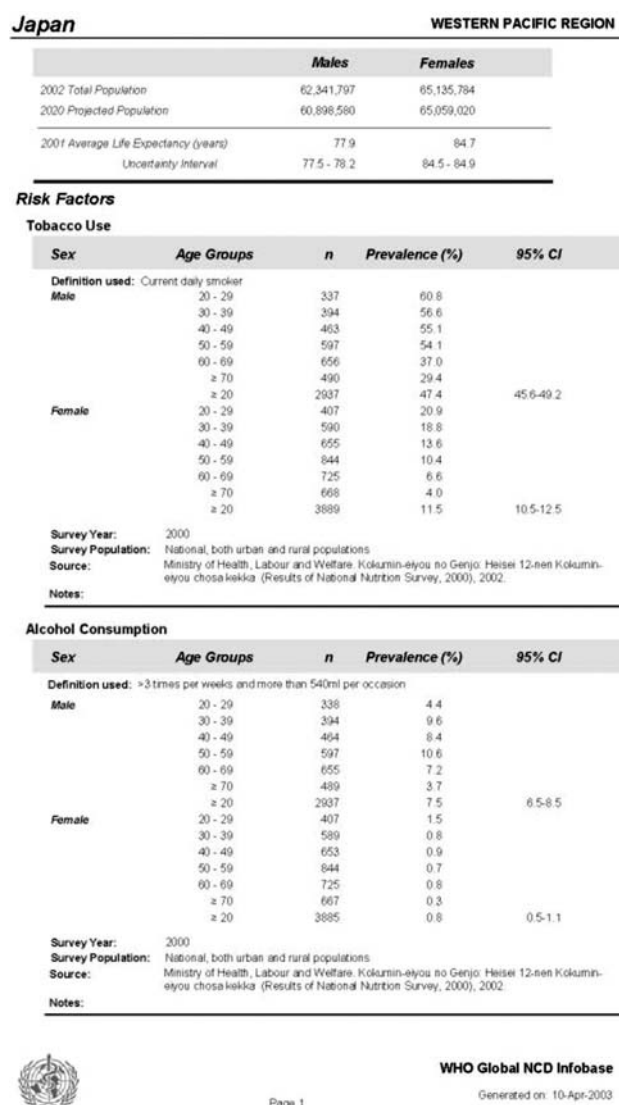 Japan WESTERN PACIFIC REGION
Males Females
2002 Total Population 62,341,797 65,135,784
2020 Projected Population 60,898,580 65,059,020
2001 Average Life Expectancy (years) 77.9 84.7
Uncertainty Interval 77.5 - 78.2 84.5 - 84.9
Risk Factors
Tobacco Use
Sex Age Groups n Prevalence (%) 95% CI
Definition used: Current daily smoker
Male 20 - 29 337 60.8
30 - 39 394 56.6
40 - 49 463 55.1
50 - 59 597 54.1
60 - 69 656 37.0
≥ 70 490 29.4
≥ 20 2937 47.4 45.6-49.2
Female 20 - 29 407 20.9
30 - 39 590 18.8
40 - 49 655 13.6
50 - 59 844 10.4
60 - 69 725 6.6
≥ 70 668 4.0
≥ 20 3889 11.5 10.5-12.5
Survey Year: 2000
Survey Population: National, both urban and rural populations
Source: Ministry of Health, Labour and Welfare. Kokumin-eiyou no Genjo: Heisei 12-nen Kokumin-
eiyou chosa kekka (Results of National Nutrition Survey, 2000), 2002.
Notes:
Alcohol Consumption
Sex Age Groups n Prevalence (%) 95% CI
Definition used: >3 times per weeks and more than 540ml per occasion
Male 20 - 29 338 4.4
30 - 39 394 9.6
40 - 49 464 8.4
50 - 59 597 10.6
60 - 69 655 7.2
≥ 70 489 3.7
≥ 20 2937 7.5 6.5-8.5
Female 20 - 29 407 1.5
30 - 39 589 0.8
40 - 49 653 0.9
50 - 59 844 0.7
60 - 69 725 0.8
≥ 70 667 0.3
≥ 20 3885 0.8 0.5-1.1
Survey Year: 2000
Survey Population: National, both urban and rural populations
Source: Ministry of Health, Labour and Welfare. Kokumin-eiyou no Genjo: Heisei 12-nen Kokumin-
eiyou chosa kekka (Results of National Nutrition Survey, 2000), 2002
Notes:
WHO Global NCD Infobase
Page 1 Generated on: 10-Apr-2003